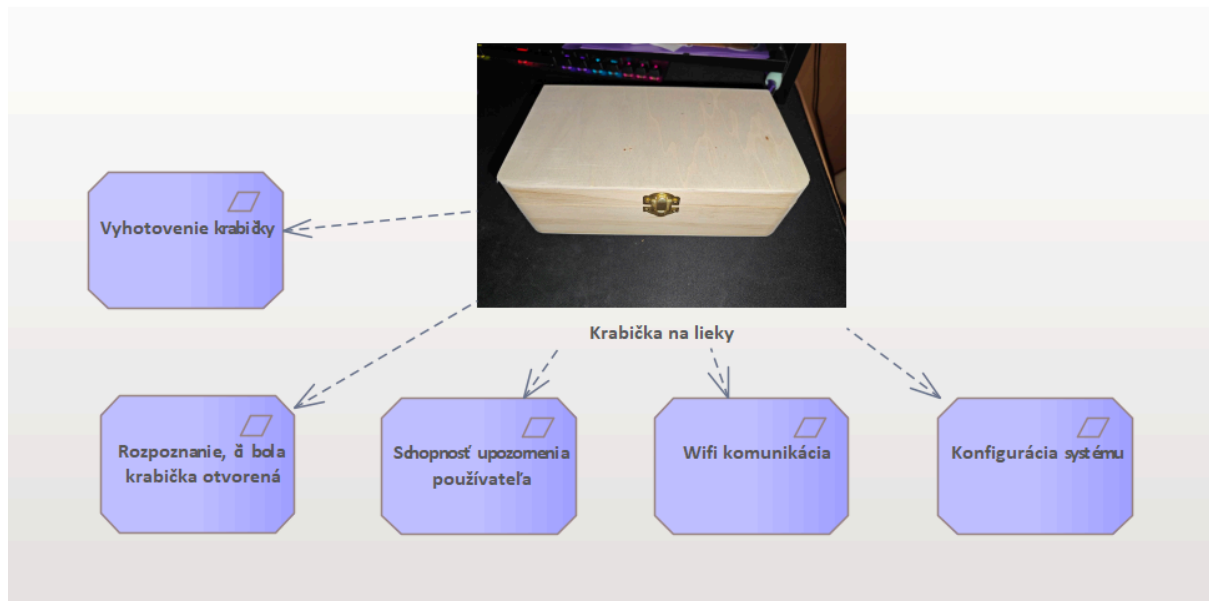 Vyhotovenie krabičky
Krabička na lieky
Rozpoznanie, či bola
krabička otvorená
Schopnosť upozornenia
používateľa
Wifi komunikácia
Konfigurácia systému